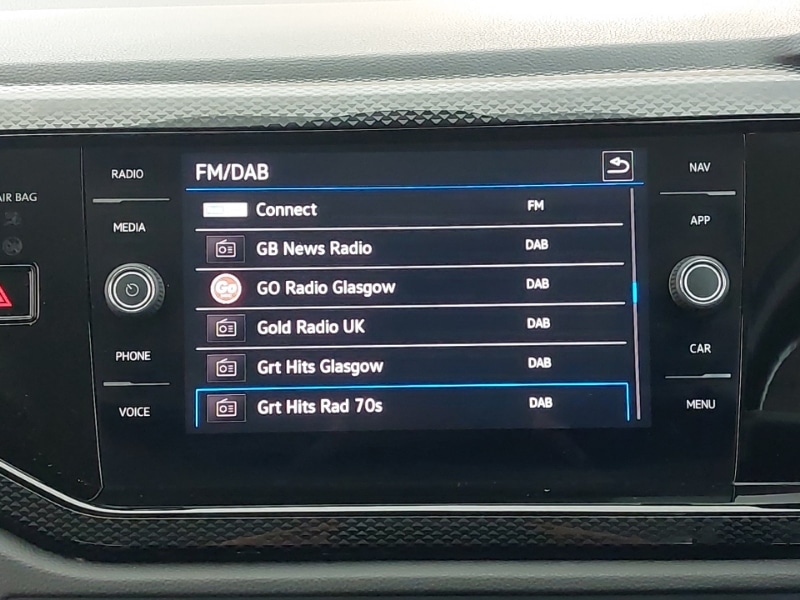 RADIO
FM/DAB
NAV
AIR BAG
Connect FM
MEDIA
APP
GB News Radio DAB
Go
GO Radio Glasgow DAB
Gold Radio UK DAB
PHONE
Grt Hits Glasgow DAB
CAR
VOICE
Grt Hits Rad 70s DAB
MENU